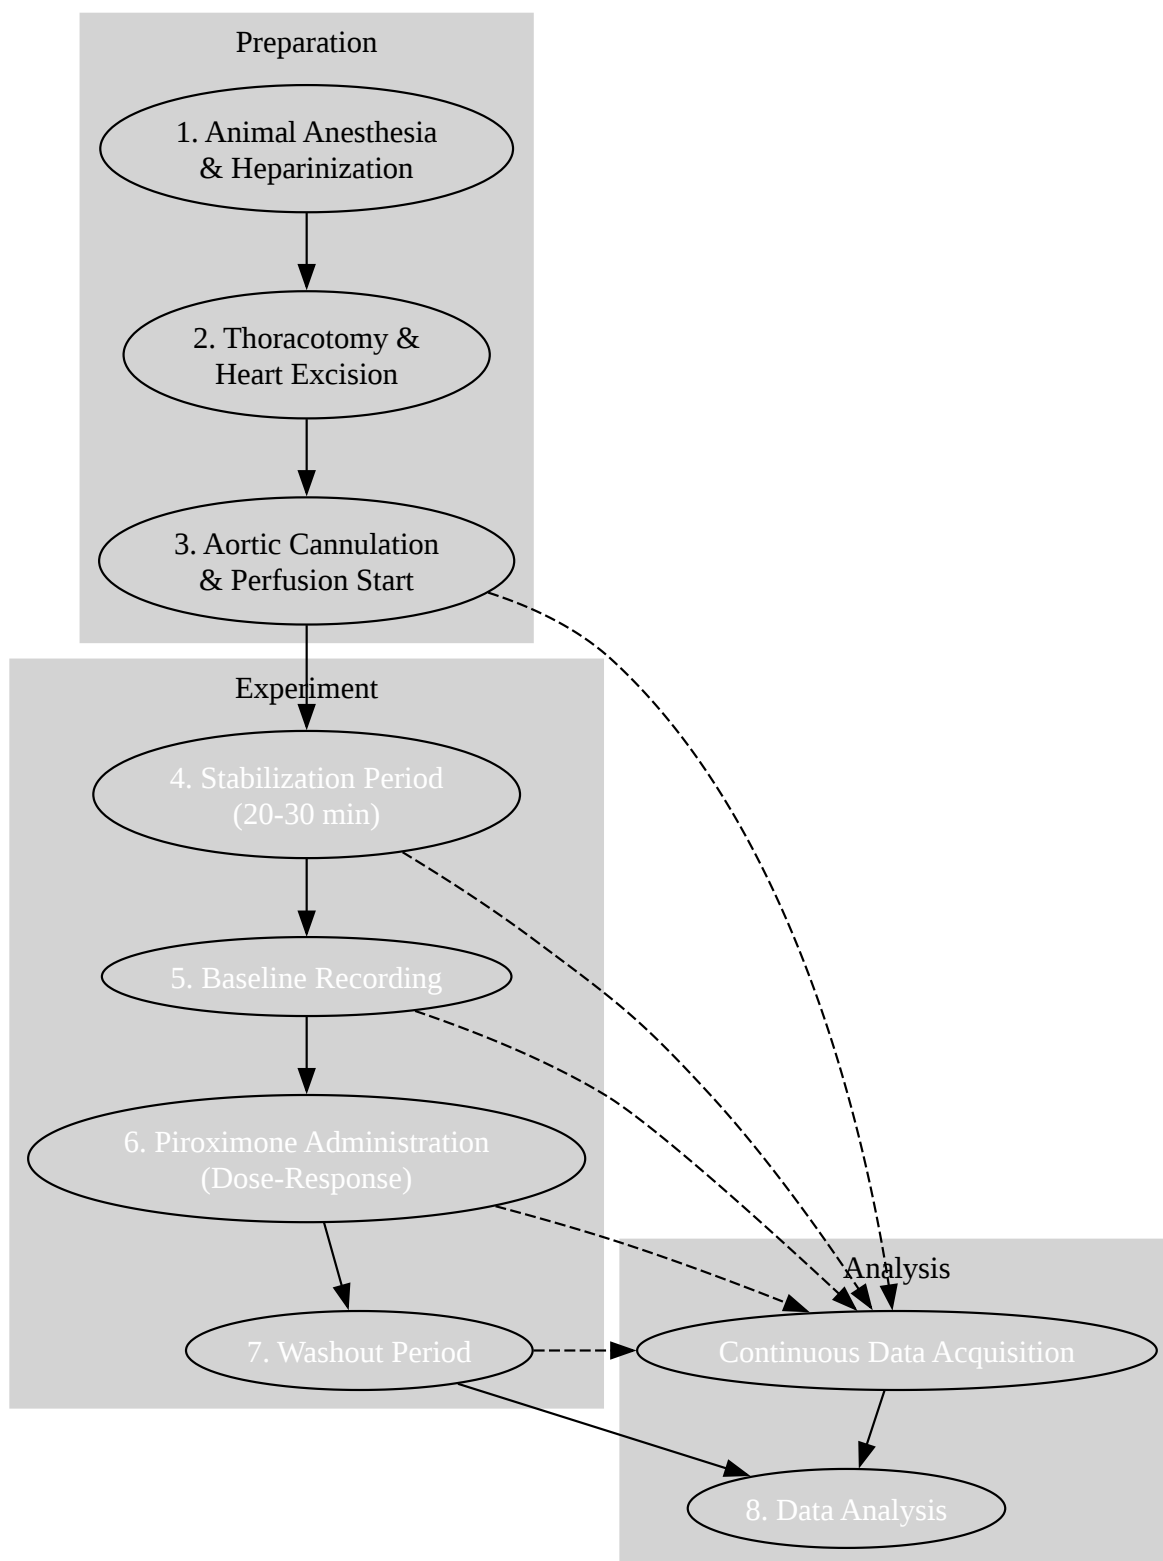 Preparation
1. Animal Anesthesia
& Heparinization
2. Thoracotomy &
Heart Excision
3. Aortic Cannulation
& Perfusion Start
Experiment
4. Stabilization Period
(20-30 min)
5. Baseline Recording
6. Piroximone Administration
(Dose-Response)
7. Washout Period
Analysis
Continuous Data Acquisition
8. Data Analysis